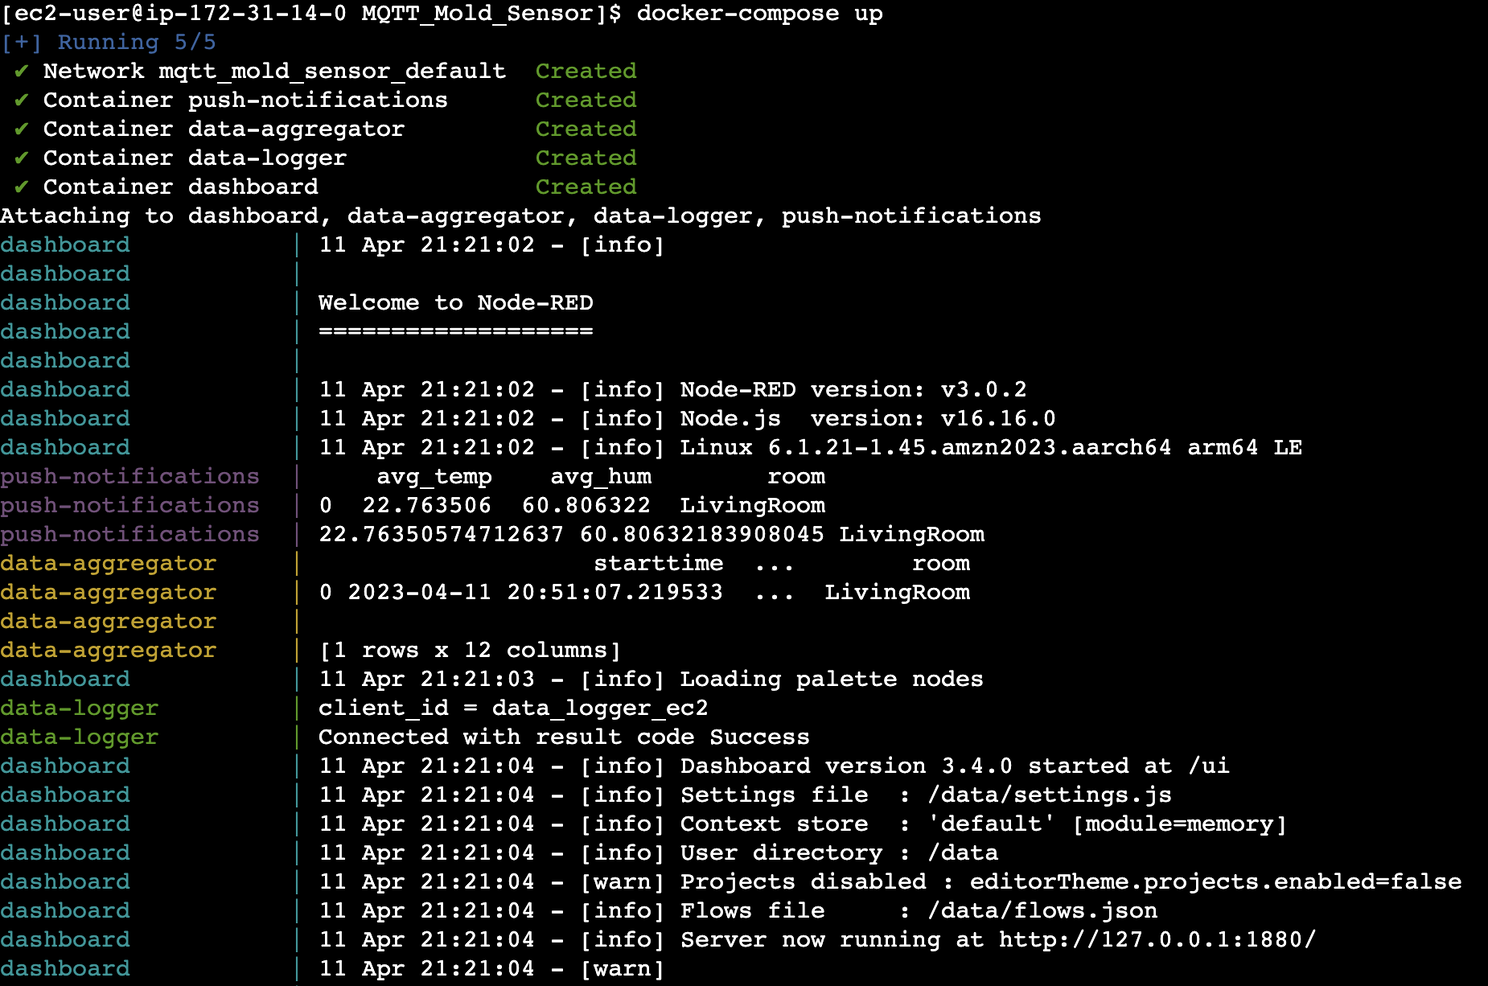 [ec2-user@ip-172-31-14-0 MQTT_Mold_Sensor]$ docker-compose up
[+] Running 5/5
 ✔ Network mqtt_mold_sensor_default  Created
 ✔ Container push-notifications      Created
 ✔ Container data-aggregator         Created
 ✔ Container data-logger             Created
 ✔ Container dashboard               Created
Attaching to dashboard, data-aggregator, data-logger, push-notifications
dashboard           | 11 Apr 21:21:02 - [info]
dashboard           |
dashboard           | Welcome to Node-RED
dashboard           | ===================
dashboard           |
dashboard           | 11 Apr 21:21:02 - [info] Node-RED version: v3.0.2
dashboard           | 11 Apr 21:21:02 - [info] Node.js  version: v16.16.0
dashboard           | 11 Apr 21:21:02 - [info] Linux 6.1.21-1.45.amzn2023.aarch64 arm64 LE
push-notifications  |     avg_temp    avg_hum        room
push-notifications  | 0  22.763506  60.806322  LivingRoom
push-notifications  | 22.76350574712637 60.80632183908045 LivingRoom
data-aggregator     |                    starttime  ...        room
data-aggregator     | 0 2023-04-11 20:51:07.219533  ...  LivingRoom
data-aggregator     |
data-aggregator     | [1 rows x 12 columns]
dashboard           | 11 Apr 21:21:03 - [info] Loading palette nodes
data-logger         | client_id = data_logger_ec2
data-logger         | Connected with result code Success
dashboard           | 11 Apr 21:21:04 - [info] Dashboard version 3.4.0 started at /ui
dashboard           | 11 Apr 21:21:04 - [info] Settings file  : /data/settings.js
dashboard           | 11 Apr 21:21:04 - [info] Context store  : 'default' [module=memory]
dashboard           | 11 Apr 21:21:04 - [info] User directory : /data
dashboard           | 11 Apr 21:21:04 - [warn] Projects disabled : editorTheme.projects.enabled=false
dashboard           | 11 Apr 21:21:04 - [info] Flows file     : /data/flows.json
dashboard           | 11 Apr 21:21:04 - [info] Server now running at http://127.0.0.1:1880/
dashboard           | 11 Apr 21:21:04 - [warn]